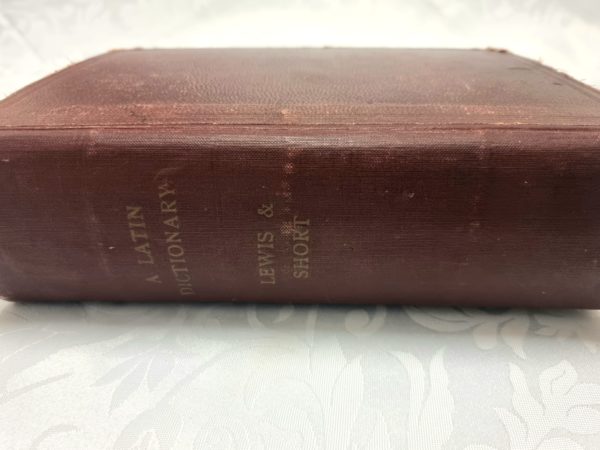 A LATIN
DICTIONARY
LEWIS &
SHORT